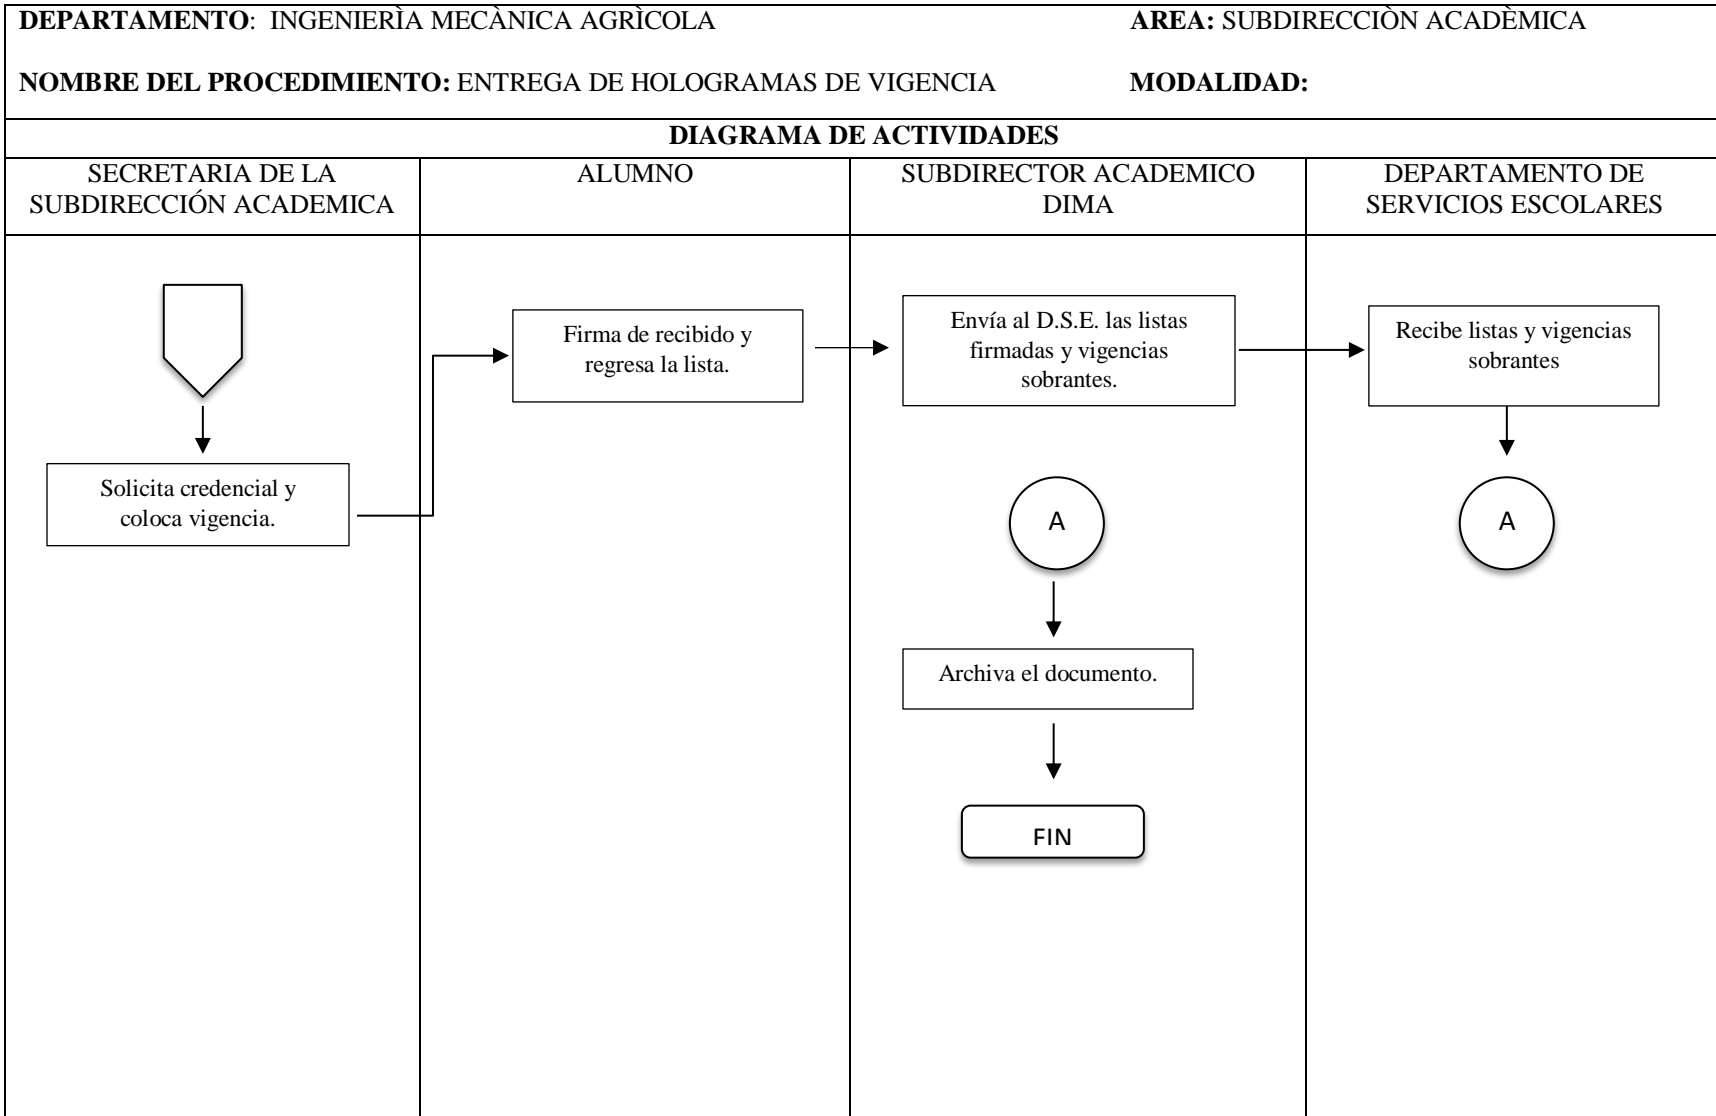 DEPARTAMENTO: INGENIERÌA MECÀNICA AGRÌCOLA
AREA: SUBDIRECCIÒN ACADÈMICA
NOMBRE DEL PROCEDIMIENTO: ENTREGA DE HOLOGRAMAS DE VIGENCIA
MODALIDAD:
DIAGRAMA DE ACTIVIDADES
SECRETARIA DE LA
SUBDIRECCIÓN ACADEMICA
ALUMNO
SUBDIRECTOR ACADEMICO
DIMA
DEPARTAMENTO DE
SERVICIOS ESCOLARES
Solicita credencial y
coloca vigencia.
Firma de recibido y
regresa la lista.
Envía al D.S.E. las listas
firmadas y vigencias
sobrantes.
Recibe listas y vigencias
sobrantes
A
A
Archiva el documento.
FIN